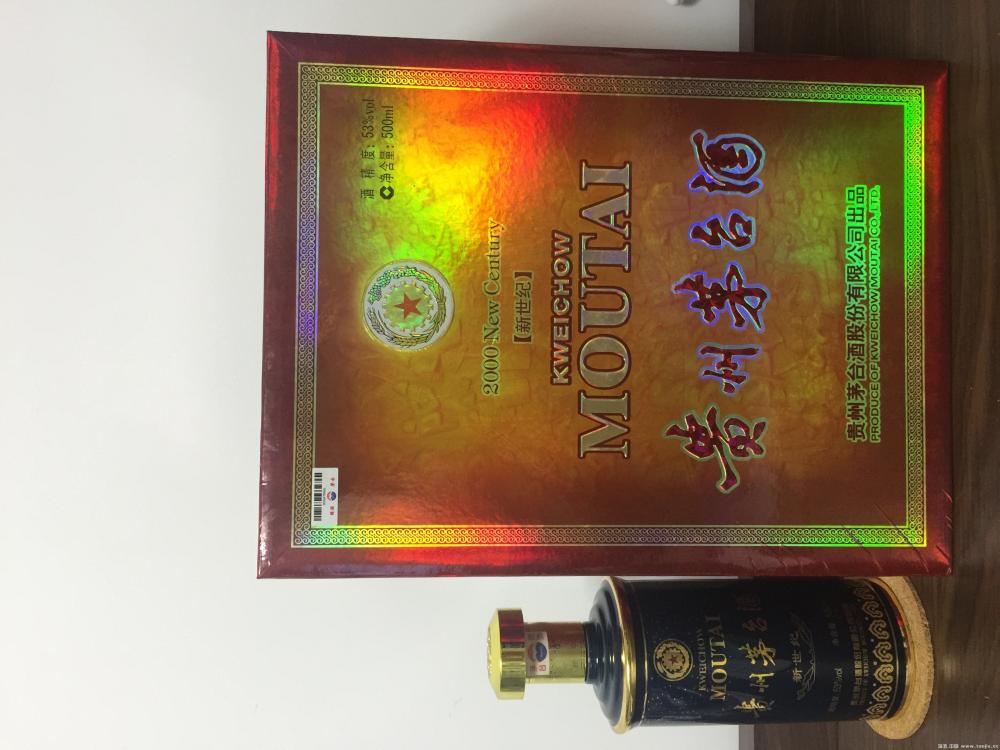 酒精度: 53%vol
净含量: 500ml
2000 New Century
【新世纪】
KWEICHOW
MOUTAI
贵州茅台酒
贵州茅台酒股份有限公司出品
PRODUCE OF KWEICHOW MOUTAI CO., LTD.
KWEICHOW
MOUTAI
贵州茅台酒
新世纪
53%vol